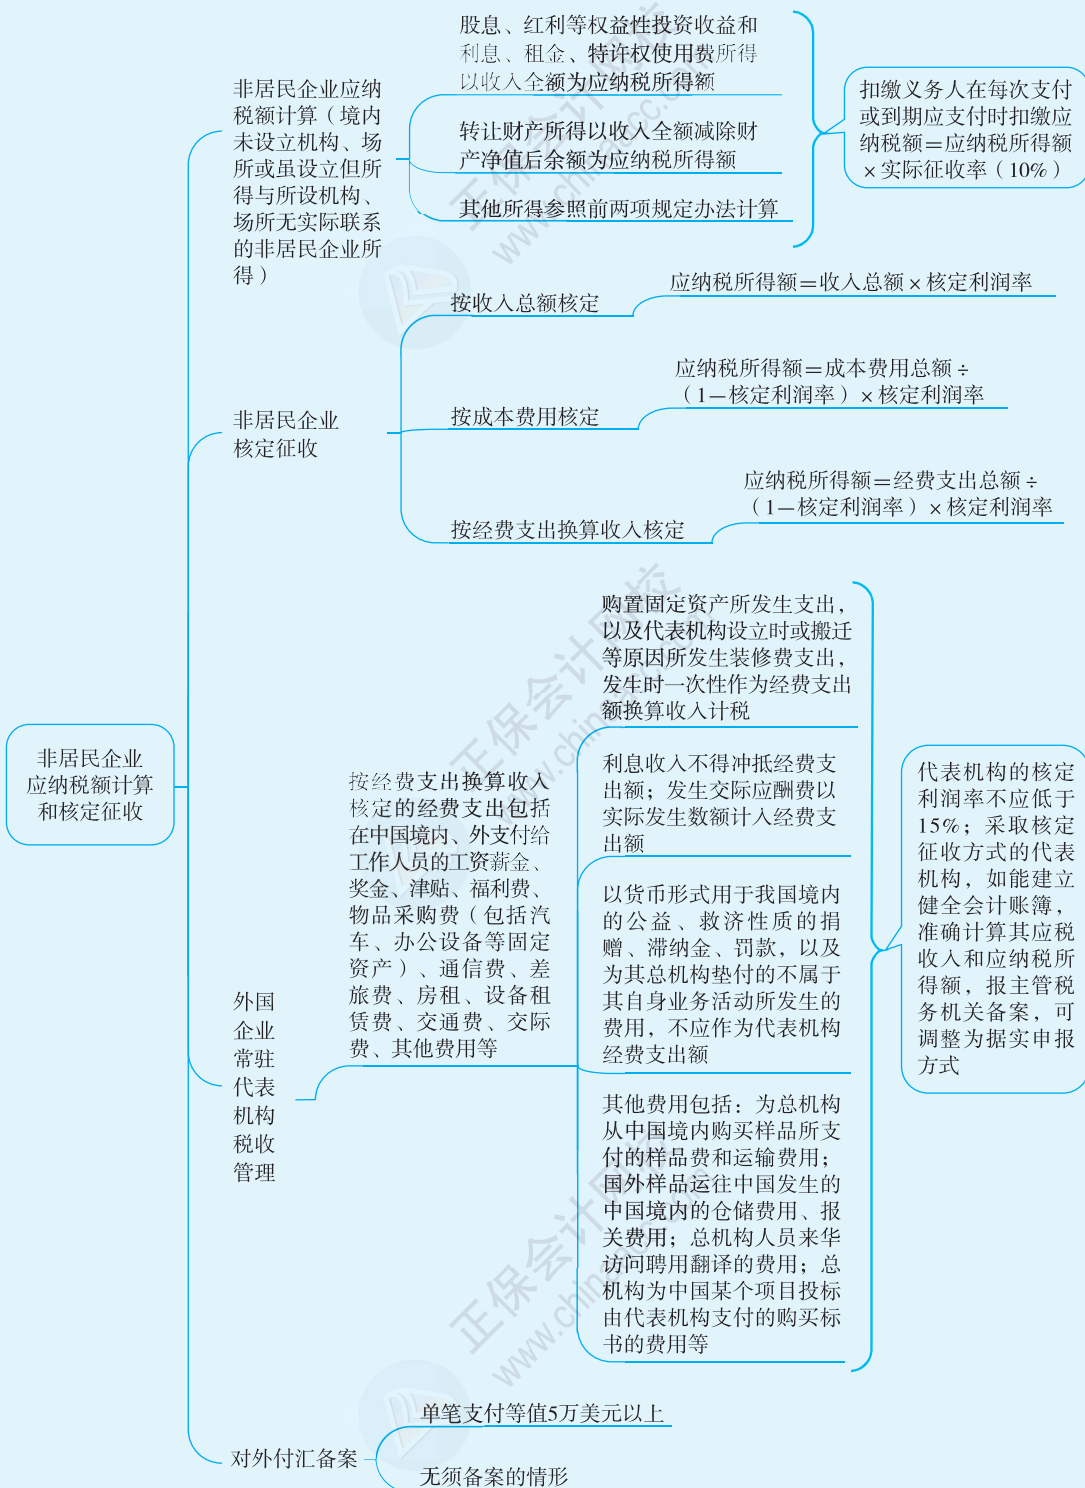 股息、红利等权益性投资收益和
利息、租金、特许权使用费所得
以收入全额为应纳税所得额
非居民企业应纳
税额计算（境内
未设立机构、场
所或虽设立但所
得与所设机构、
场所无实际联系
的非居民企业所
得）
转让财产所得以收入全额减除财
产净值后余额为应纳税所得额
其他所得参照前两项规定办法计算
扣缴义务人在每次支付
或到期应支付时扣缴应
纳税额＝应纳税所得额
×实际征收率（10%）
按收入总额核定
应纳税所得额＝收入总额×核定利润率
非居民企业
核定征收
按成本费用核定
应纳税所得额＝成本费用总额÷
（1－核定利润率）×核定利润率
按经费支出换算收入核定
应纳税所得额＝经费支出总额÷
（1－核定利润率）×核定利润率
非居民企业
应纳税额计算
和核定征收
外国
企业
常驻
代表
机构
税收
管理
按经费支出换算收入
核定的经费支出包括
在中国境内、外支付给
工作人员的工资薪金、
奖金、津贴、福利费、
物品采购费（包括汽
车、办公设备等固定
资产）、通信费、差
旅费、房租、设备租
赁费、交通费、交际
费、其他费用等
购置固定资产所发生支出，
以及代表机构设立时或搬迁
等原因所发生装修费支出，
发生时一次性作为经费支出
额换算收入计税
利息收入不得冲抵经费支
出额；发生交际应酬费以
实际发生数额计入经费支
出额
以货币形式用于我国境内
的公益、救济性质的捐
赠、滞纳金、罚款，以及
为其总机构垫付的不属于
其自身业务活动所发生的
费用，不应作为代表机构
经费支出额
其他费用包括：为总机构
从中国境内购买样品所支
付的样品费和运输费用；
国外样品运往中国发生的
中国境内的仓储费用、报
关费用；总机构人员来华
访问聘用翻译的费用；总
机构为中国某个项目投标
由代表机构支付的购买标
书的费用等
代表机构的核定
利润率不应低于
15%；采取核定
征收方式的代表
机构，如能建立
健全会计账簿，
准确计算其应税
收入和应纳税所
得额，报主管税
务机关备案，可
调整为据实申报
方式
对外付汇备案
单笔支付等值5万美元以上
无须备案的情形
正保会计网校
www.chinaacc.com
正保会计网校
www.chinaacc.com
正保会计网校
www.chinaacc.com